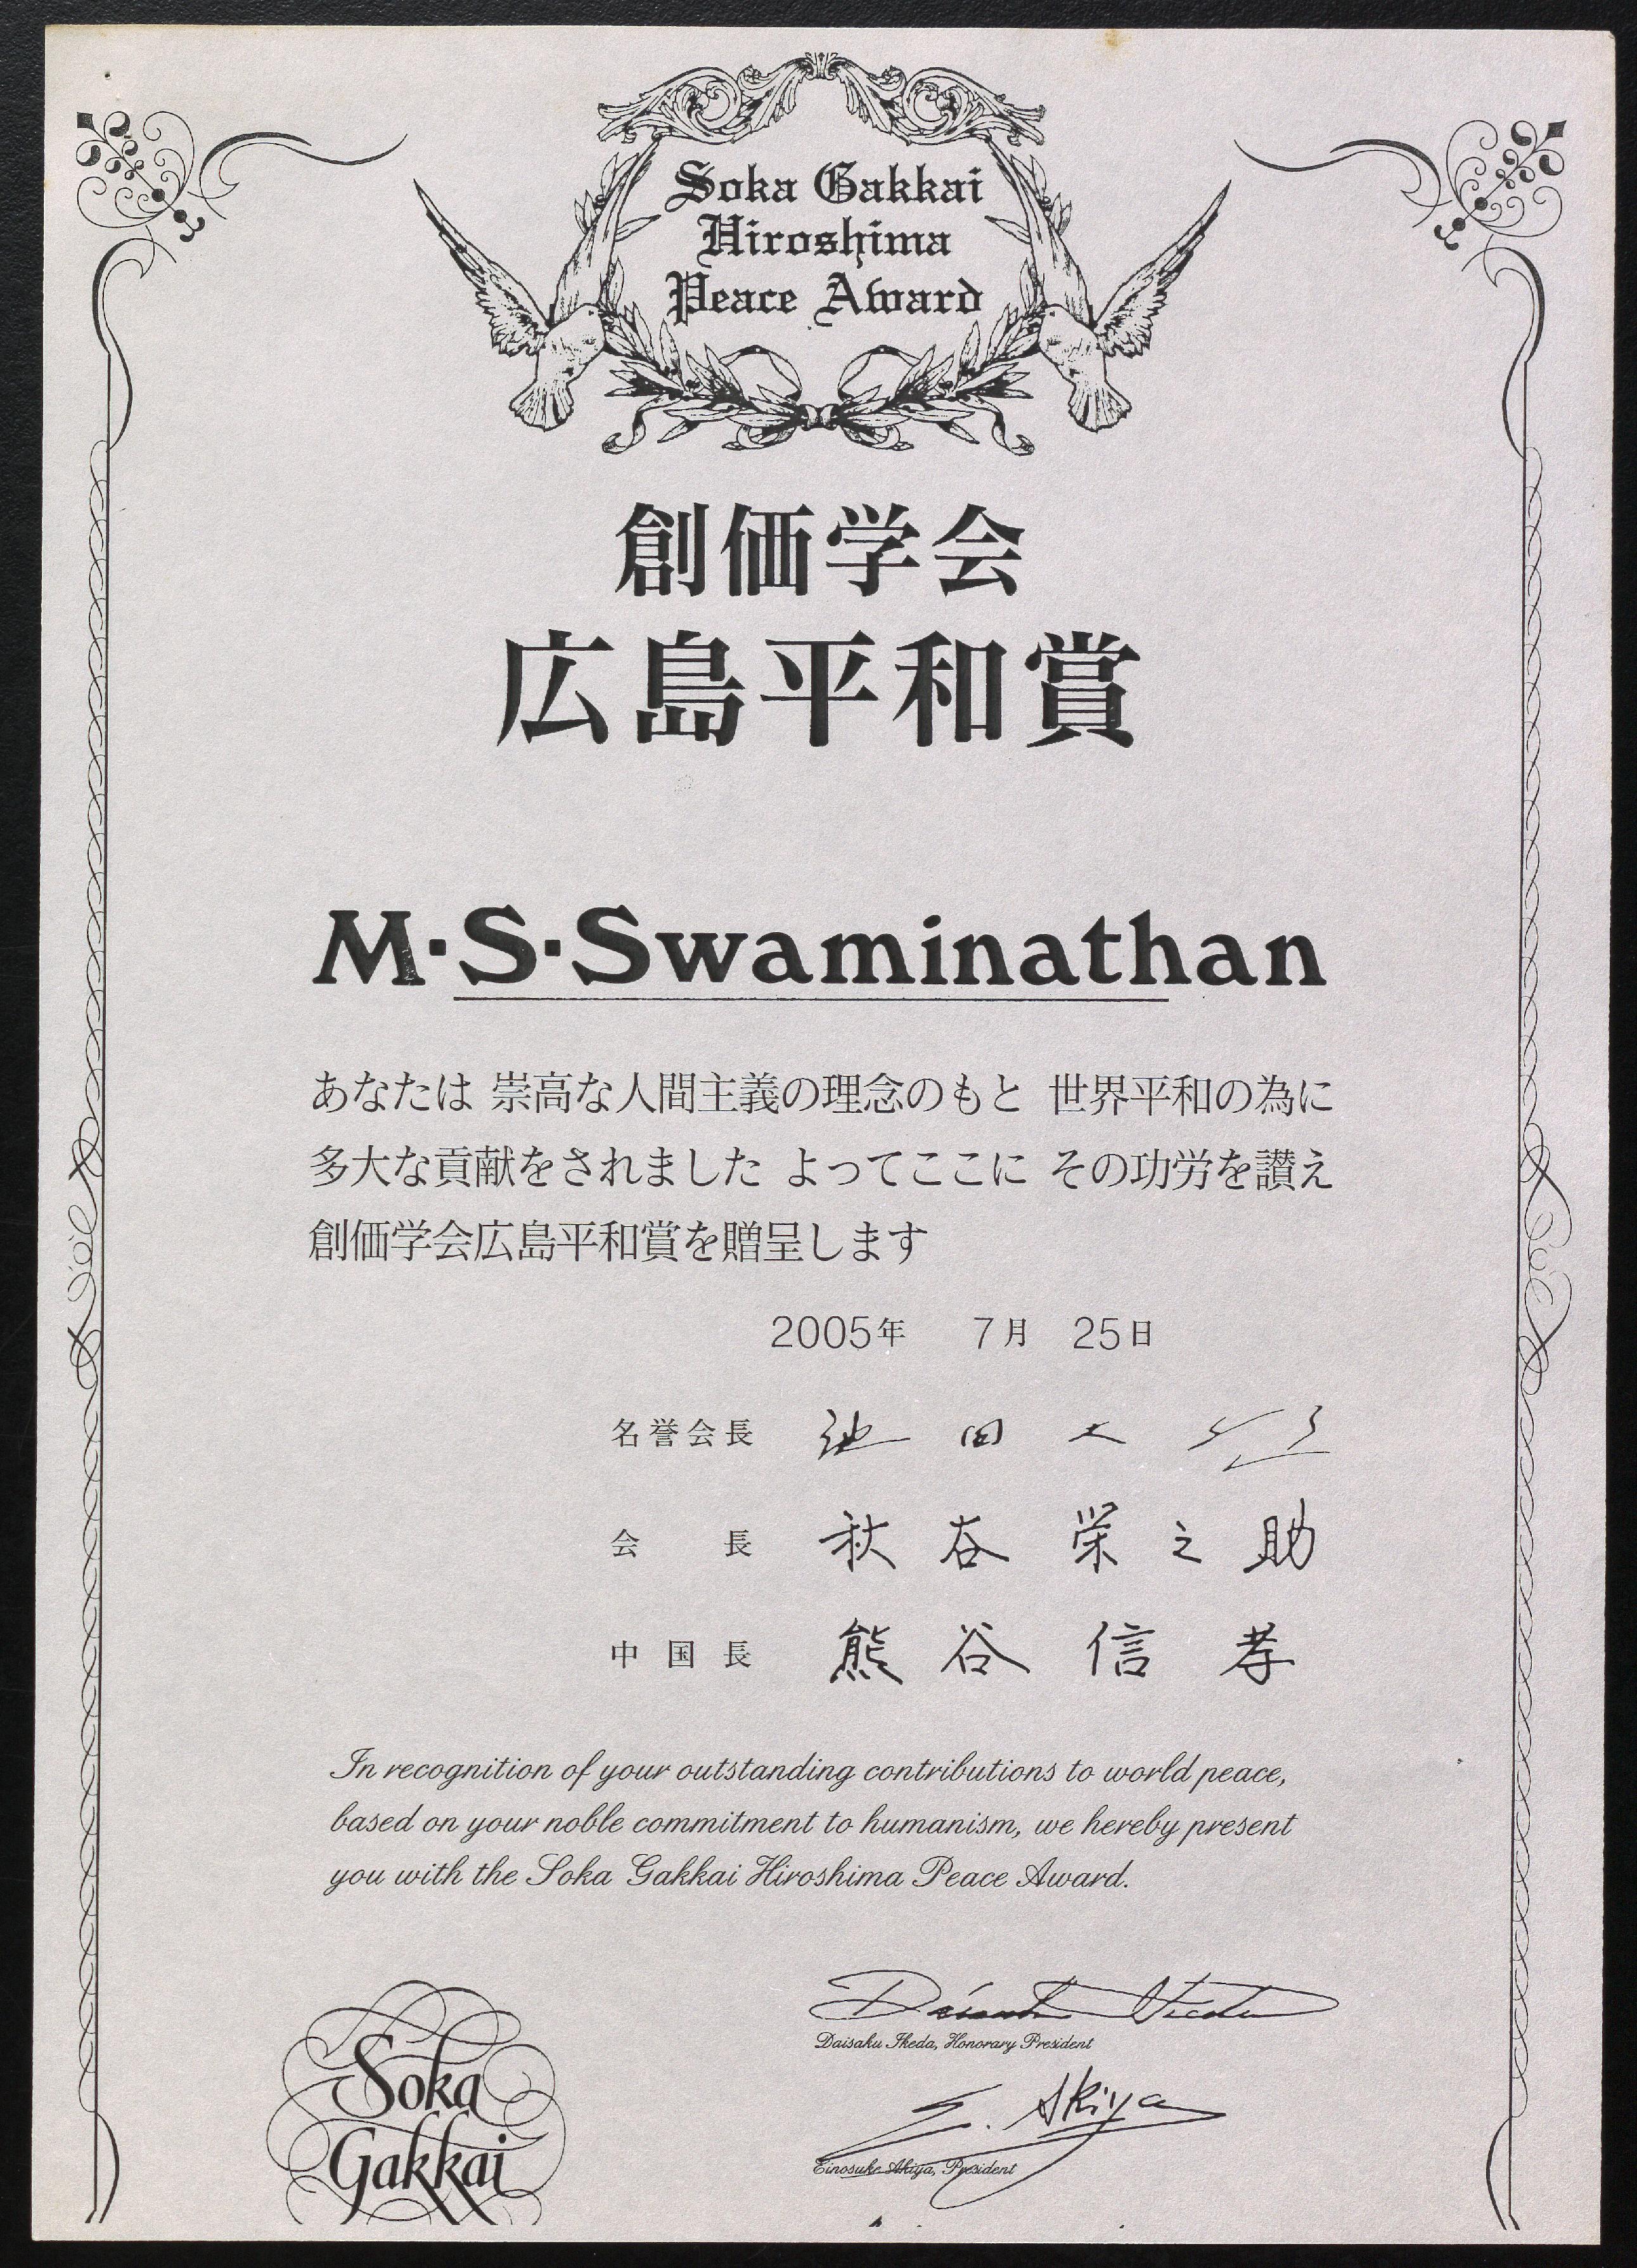 Soka Gakkai
Hiroshima
Peace Award
創価学会
広島平和賞
M·S·Swaminathan
あなたは 崇高な人間主義の理念のもと 世界平和の為に
多大な貢献をされました よってここに その功労を讃え
創価学会広島平和賞を贈呈します
2005年 7月 25日
名誉会長 池田大作
会長 秋谷栄之助
中国長 熊谷信孝
In recognition of your outstanding contributions to world peace,
based on your noble commitment to humanism, we hereby present
you with the Soka Gakkai Hiroshima Peace Award.
Daisaku Ikeda
Daisaku Ikeda, Honorary President
E. Akiya
Einosuke Akiya, President
Soka
Gakkai